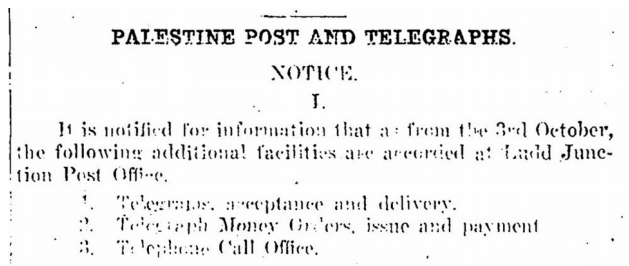 PALESTINE POST AND TELEGRAPHS.
NOTICE.
I.
It is notified for information that as from the 3rd October,
the following additional facilities are accorded at Ludd Junc-
tion Post Office.
1. Telegrams, acceptance and delivery.
2. Telegraph Money Orders, issue and payment
3. Telephone Call Office.